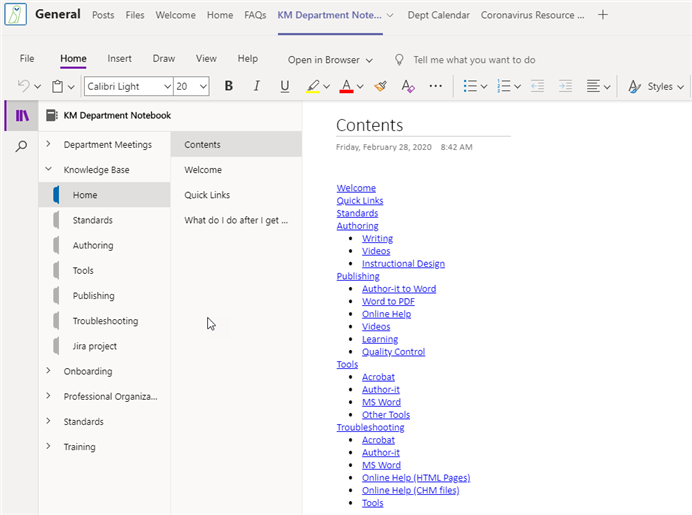 General Posts Files Welcome Home FAQs KM Department Note... Dept Calendar Coronavirus Resource ...
File Home Insert Draw View Help Open in Browser Tell me what you want to do
Calibri Light 20 B I U A A Styles
KM Department Notebook
Department Meetings
Knowledge Base
Home
Standards
Authoring
Tools
Publishing
Troubleshooting
Jira project
Onboarding
Professional Organiza...
Standards
Training
Contents
Welcome
Quick Links
What do I do after I get ...
Contents
Friday, February 28, 2020 8:42 AM
Welcome
Quick Links
Standards
Authoring
• Writing
• Videos
• Instructional Design
Publishing
• Author-it to Word
• Word to PDF
• Online Help
• Videos
• Learning
• Quality Control
Tools
• Acrobat
• Author-it
• MS Word
• Other Tools
Troubleshooting
• Acrobat
• Author-it
• MS Word
• Online Help (HTML Pages)
• Online Help (CHM files)
• Tools